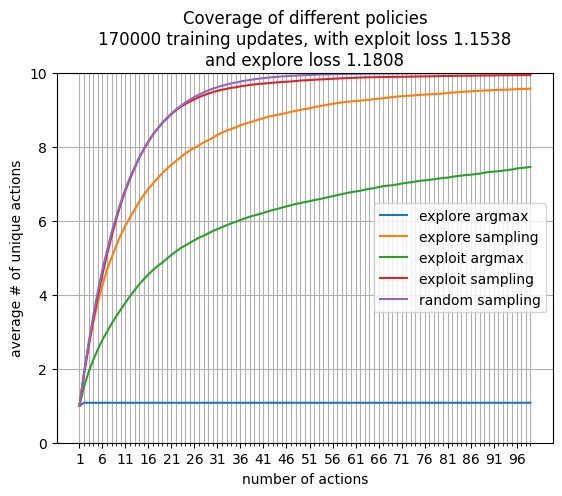 Coverage of different policies
170000 training updates, with exploit loss 1.1538
and explore loss 1.1808
10
8
6
4
2
0
average # of unique actions
explore argmax
explore sampling
exploit argmax
exploit sampling
random sampling
1 6 11 16 21 26 31 36 41 46 51 56 61 66 71 76 81 86 91 96
number of actions